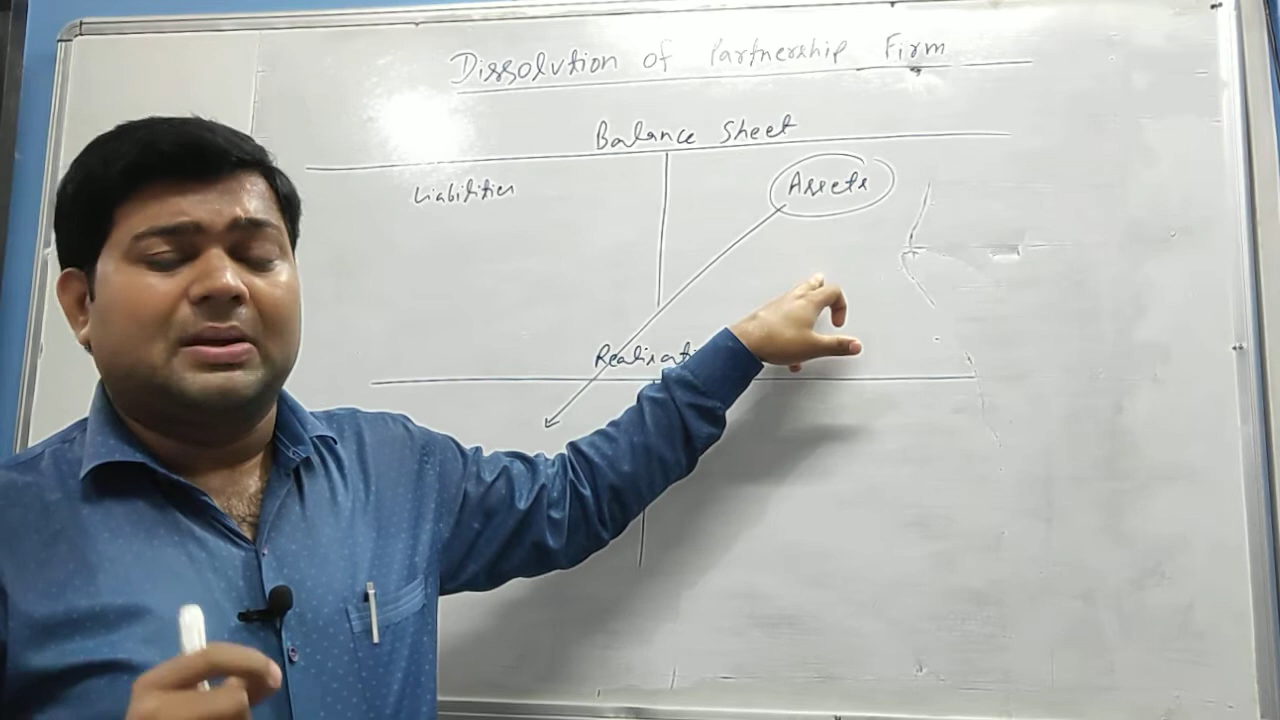 Dissolution of Partnership Firm
Balance Sheet
Liabilities
Assets